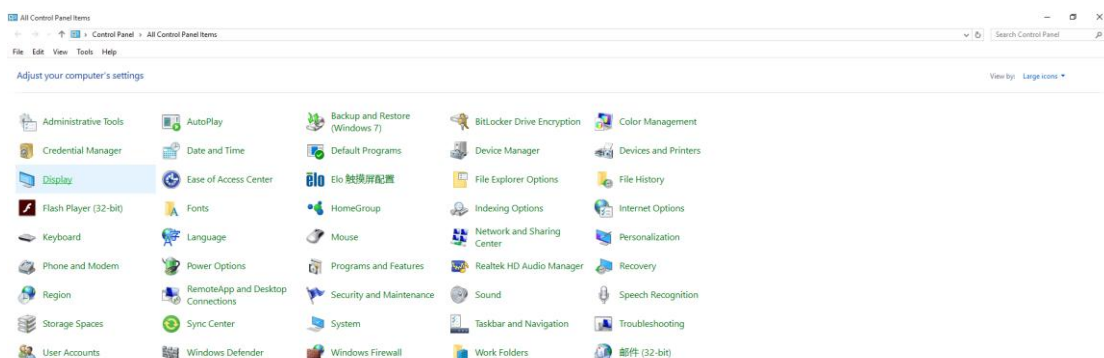 All Control Panel Items
Control Panel › All Control Panel Items
Search Control Panel
File Edit View Tools Help
Adjust your computer's settings
View by: Large icons
Administrative Tools
AutoPlay
Backup and Restore
(Windows 7)
BitLocker Drive Encryption
Color Management
Credential Manager
Date and Time
Default Programs
Device Manager
Devices and Printers
Display
Ease of Access Center
elo
Elo 触摸屏配置
File Explorer Options
File History
Flash Player (32-bit)
Fonts
HomeGroup
Indexing Options
Internet Options
Keyboard
Language
Mouse
Network and Sharing
Center
Personalization
Phone and Modem
Power Options
Programs and Features
Realtek HD Audio Manager
Recovery
Region
RemoteApp and Desktop
Connections
Security and Maintenance
Sound
Speech Recognition
Storage Spaces
Sync Center
System
Taskbar and Navigation
Troubleshooting
User Accounts
Windows Defender
Windows Firewall
Work Folders
邮件 (32-bit)